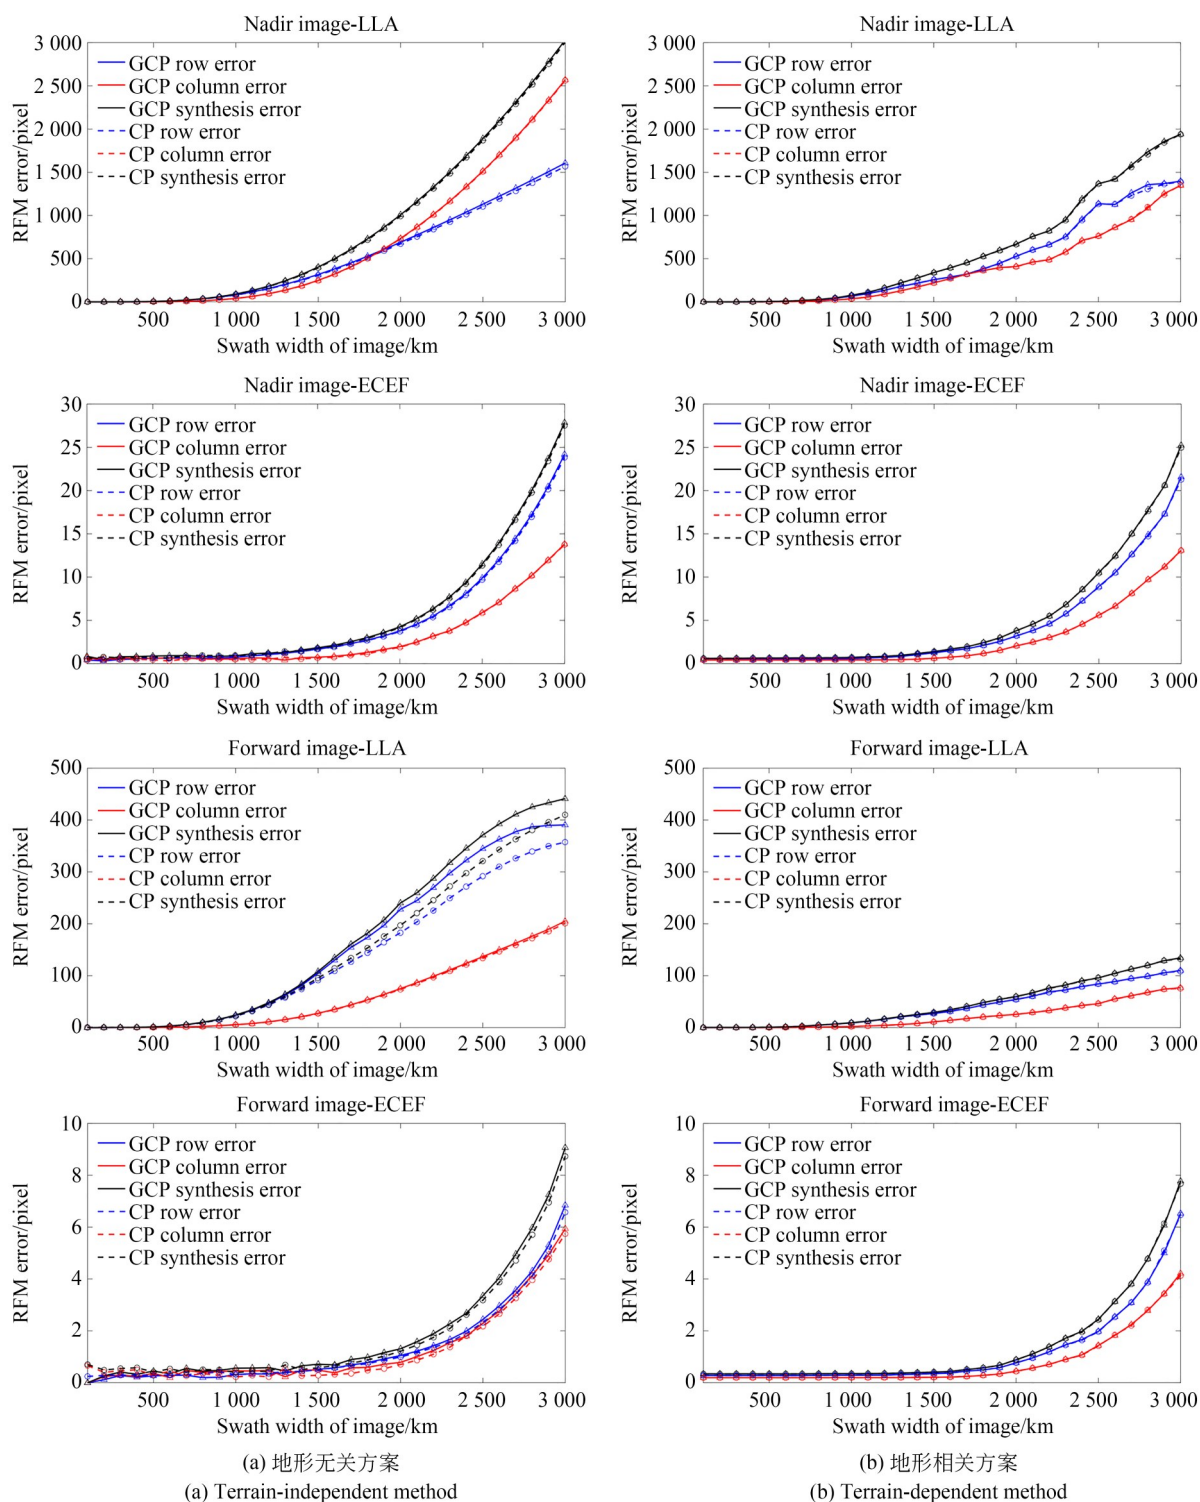 Nadir image-LLA
3 000
2 500
2 000
1 500
1 000
500
0
RFM error/pixel
GCP row error
GCP column error
GCP synthesis error
CP row error
CP column error
CP synthesis error
500 1 000 1 500 2 000 2 500 3 000
Swath width of image/km
Nadir image-LLA
3 000
2 500
2 000
1 500
1 000
500
0
RFM error/pixel
GCP row error
GCP column error
GCP synthesis error
CP row error
CP column error
CP synthesis error
500 1 000 1 500 2 000 2 500 3 000
Swath width of image/km
Nadir image-ECEF
30
25
20
15
10
5
0
RFM error/pixel
GCP row error
GCP column error
GCP synthesis error
CP row error
CP column error
CP synthesis error
500 1 000 1 500 2 000 2 500 3 000
Swath width of image/km
Nadir image-ECEF
30
25
20
15
10
5
0
RFM error/pixel
GCP row error
GCP column error
GCP synthesis error
CP row error
CP column error
CP synthesis error
500 1 000 1 500 2 000 2 500 3 000
Swath width of image/km
Forward image-LLA
500
400
300
200
100
0
RFM error/pixel
GCP row error
GCP column error
GCP synthesis error
CP row error
CP column error
CP synthesis error
500 1 000 1 500 2 000 2 500 3 000
Swath width of image/km
Forward image-LLA
500
400
300
200
100
0
RFM error/pixel
GCP row error
GCP column error
GCP synthesis error
CP row error
CP column error
CP synthesis error
500 1 000 1 500 2 000 2 500 3 000
Swath width of image/km
Forward image-ECEF
10
8
6
4
2
0
RFM error/pixel
GCP row error
GCP column error
GCP synthesis error
CP row error
CP column error
CP synthesis error
500 1 000 1 500 2 000 2 500 3 000
Swath width of image/km
Forward image-ECEF
10
8
6
4
2
0
RFM error/pixel
GCP row error
GCP column error
GCP synthesis error
CP row error
CP column error
CP synthesis error
500 1 000 1 500 2 000 2 500 3 000
Swath width of image/km
(a) 地形无关方案
(a) Terrain-independent method
(b) 地形相关方案
(b) Terrain-dependent method